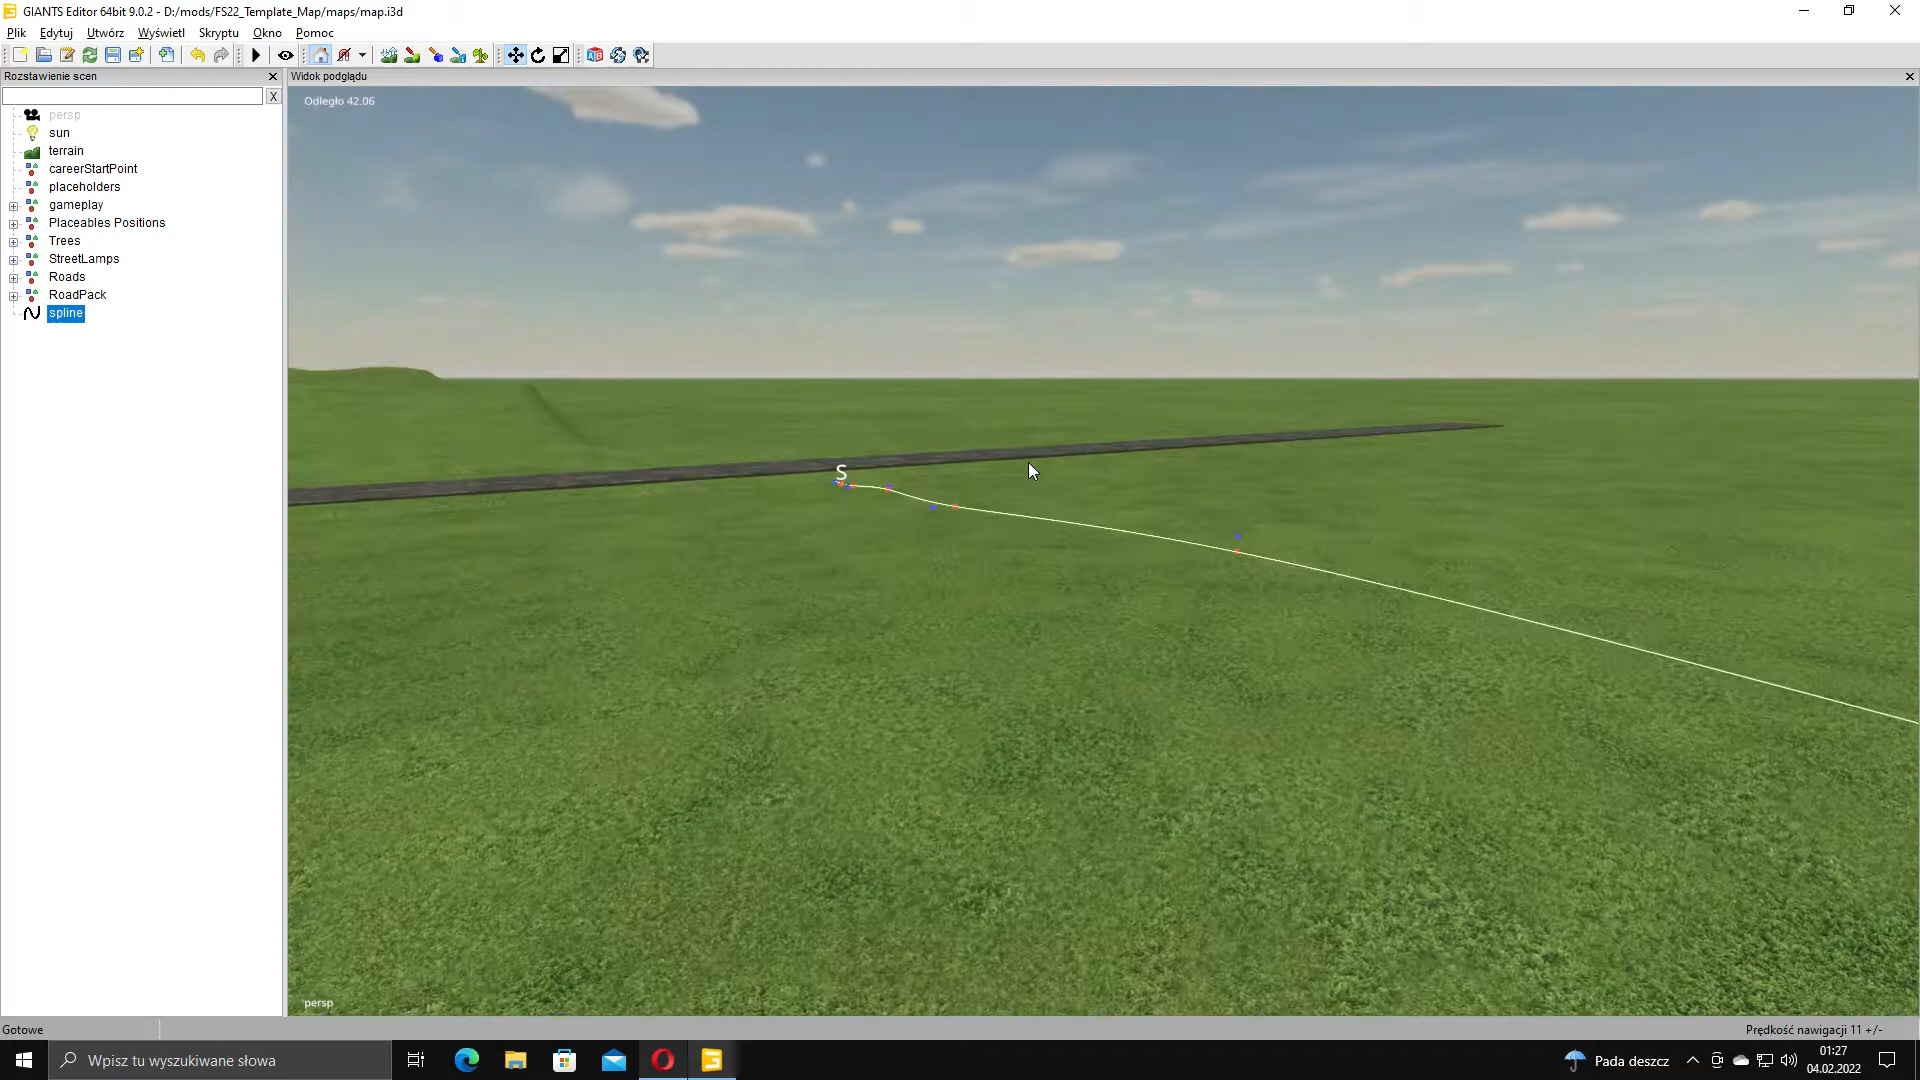 GIANTS Editor 64bit 9.0.2 - D:/mods/FS22_Template_Map/maps/map.i3d
Plik Edytuj Utwórz Wyświetl Skryptu Okno Pomoc
Rozstawienie scen
Widok podglądu
X
Odległo 42.06
persp
sun
terrain
careerStartPoint
placeholders
gameplay
Placeables Positions
Trees
StreetLamps
Roads
RoadPack
spline
S
persp
Gotowe
Prędkość nawigacji 11 +/-
Wpisz tu wyszukiwane słowa
Pada deszcz
01:27
04.02.2022